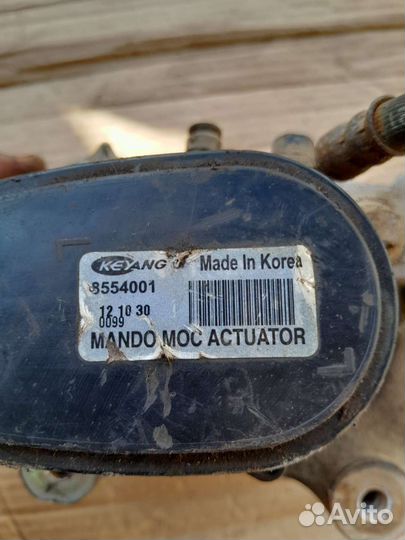 KEYANG
Made In Korea
8554001
12 10 30
0099
MANDO MOC ACTUATOR
Avito